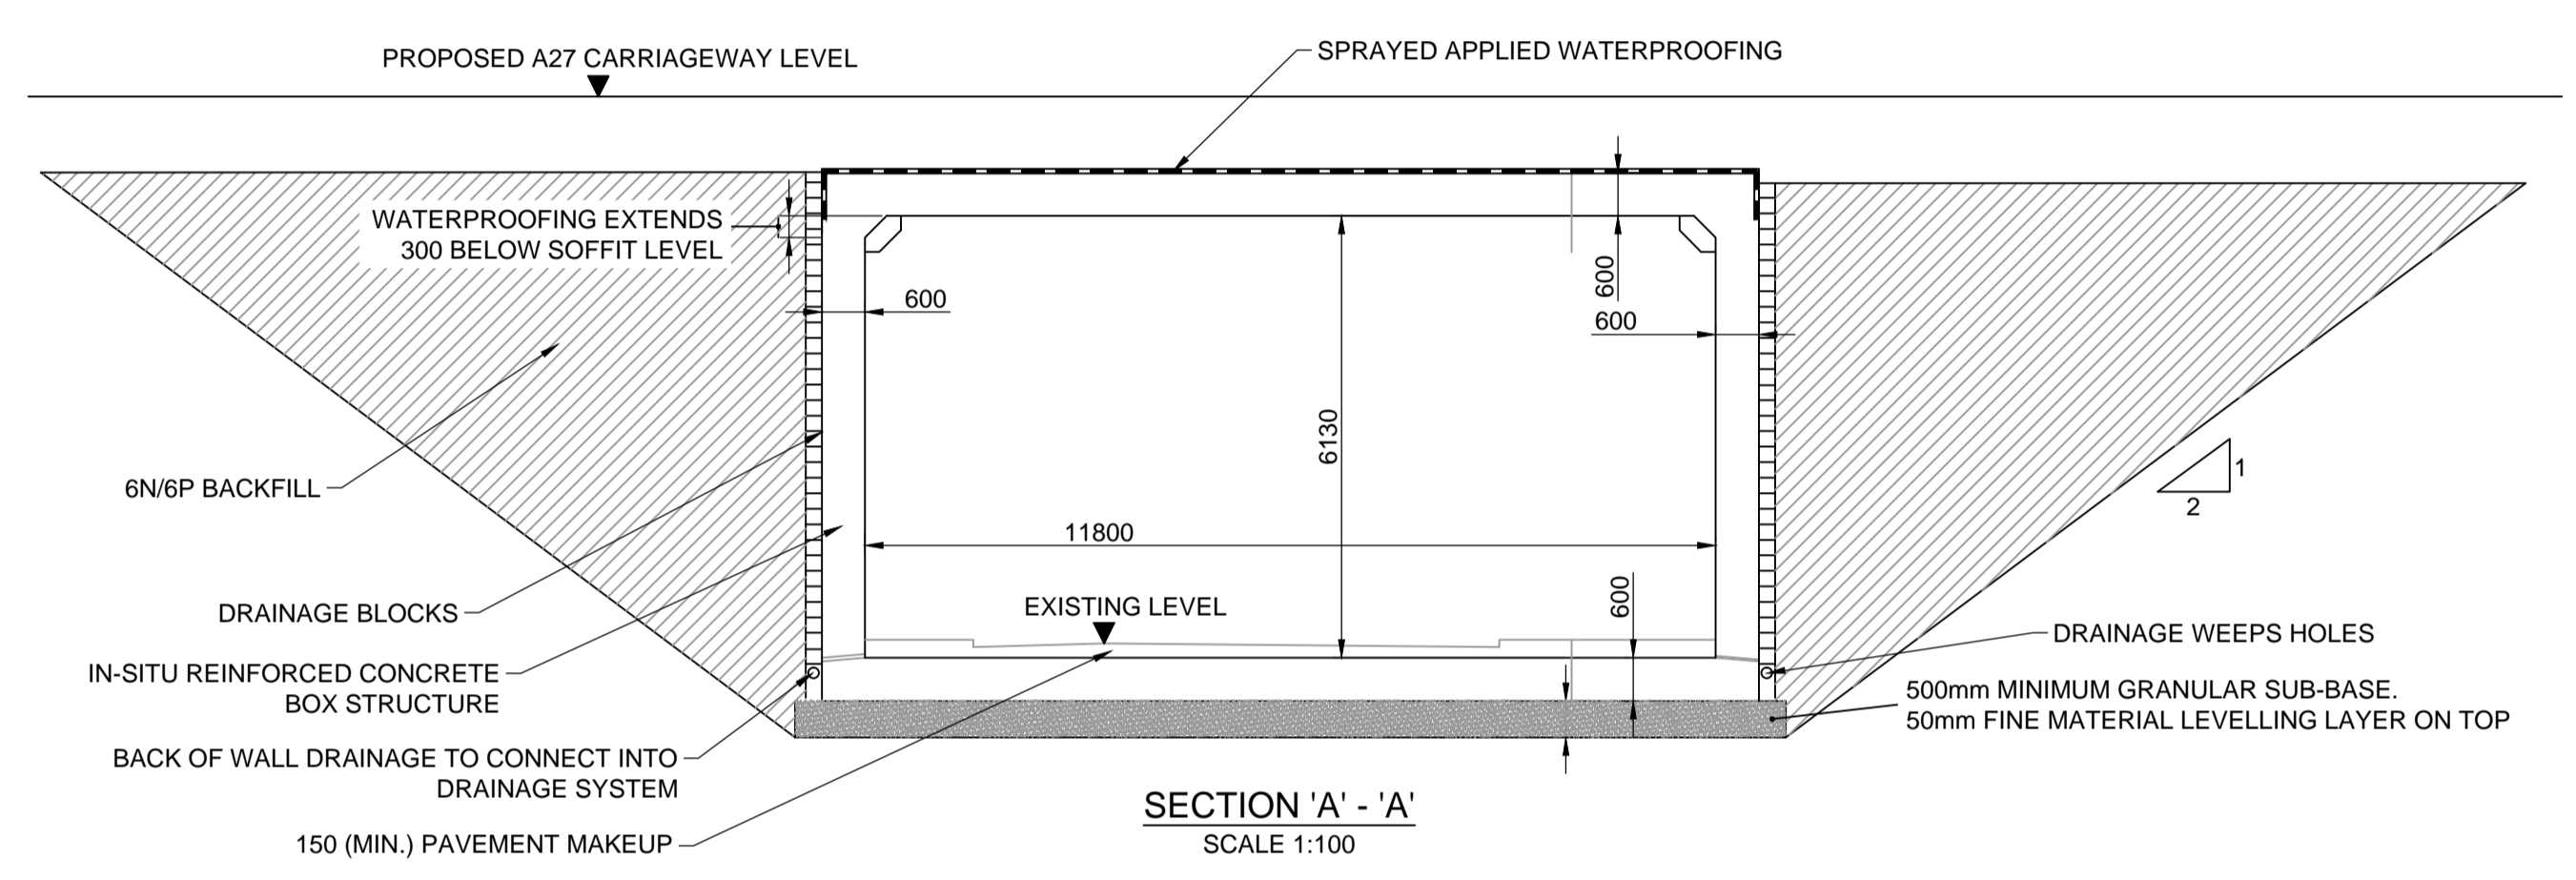 PROPOSED A27 CARRIAGEWAY LEVEL
SPRAYED APPLIED WATERPROOFING
WATERPROOFING EXTENDS
300 BELOW SOFFIT LEVEL
600
600
600
6130
6N/6P BACKFILL
1
2
11800
600
EXISTING LEVEL
DRAINAGE BLOCKS
DRAINAGE WEEPS HOLES
IN-SITU REINFORCED CONCRETE
BOX STRUCTURE
500mm MINIMUM GRANULAR SUB-BASE.
50mm FINE MATERIAL LEVELLING LAYER ON TOP
BACK OF WALL DRAINAGE TO CONNECT INTO
DRAINAGE SYSTEM
150 (MIN.) PAVEMENT MAKEUP
SECTION 'A' - 'A'
SCALE 1:100